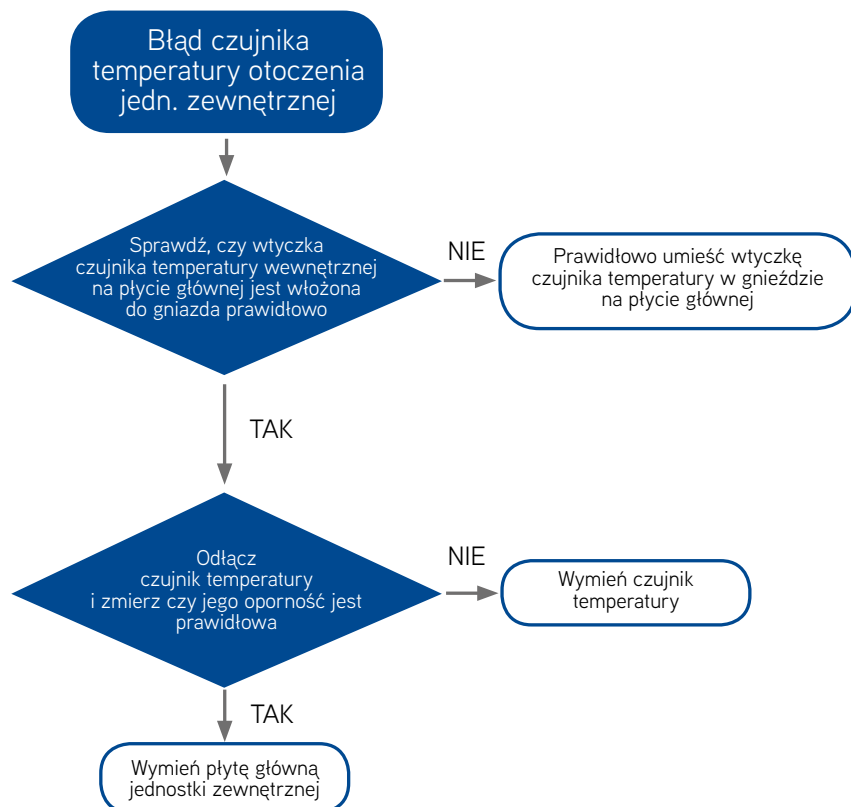 Błąd czujnika
temperatury otoczenia
jedn. zewnętrznej
Sprawdź, czy wtyczka
czujnika temperatury wewnętrznej
na płycie głównej jest włożona
do gniazda prawidłowo
NIE
Prawidłowo umieść wtyczkę
czujnika temperatury w gnieździe
na płycie głównej
TAK
Odłącz
czujnik temperatury
i zmierz czy jego oporność jest
prawidłowa
NIE
Wymień czujnik
temperatury
TAK
Wymień płytę główną
jednostki zewnętrznej